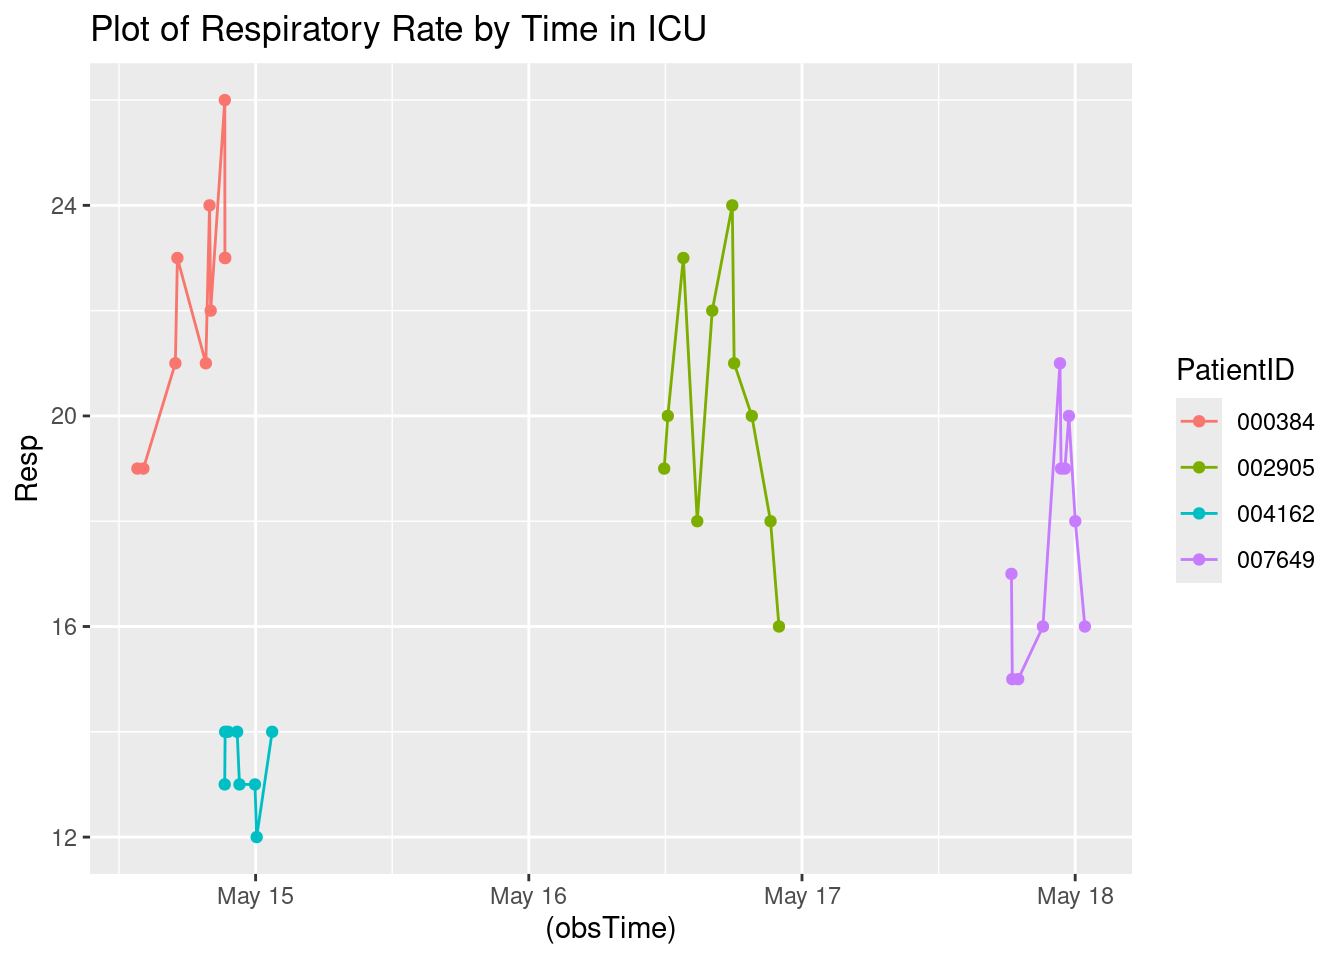 Plot of Respiratory Rate by Time in ICU
24
20
16
12
Resp
May 15
May 16
May 17
May 18
(obsTime)
PatientID
000384
002905
004162
007649